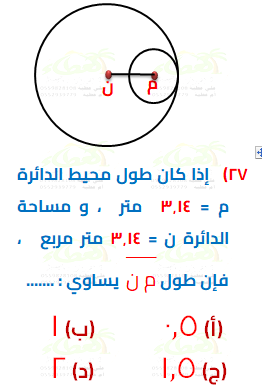 ن م
٢٧) إذا كان طول محيط الدائرة
م = ٣,١٤ متر ، و مساحة
الدائرة ن = ٣,١٤ متر مربع ،
فإن طول م ن يساوي : .......
(أ) ٠,٥ (ب) ١
(ج) ١,٥ (د) ٢